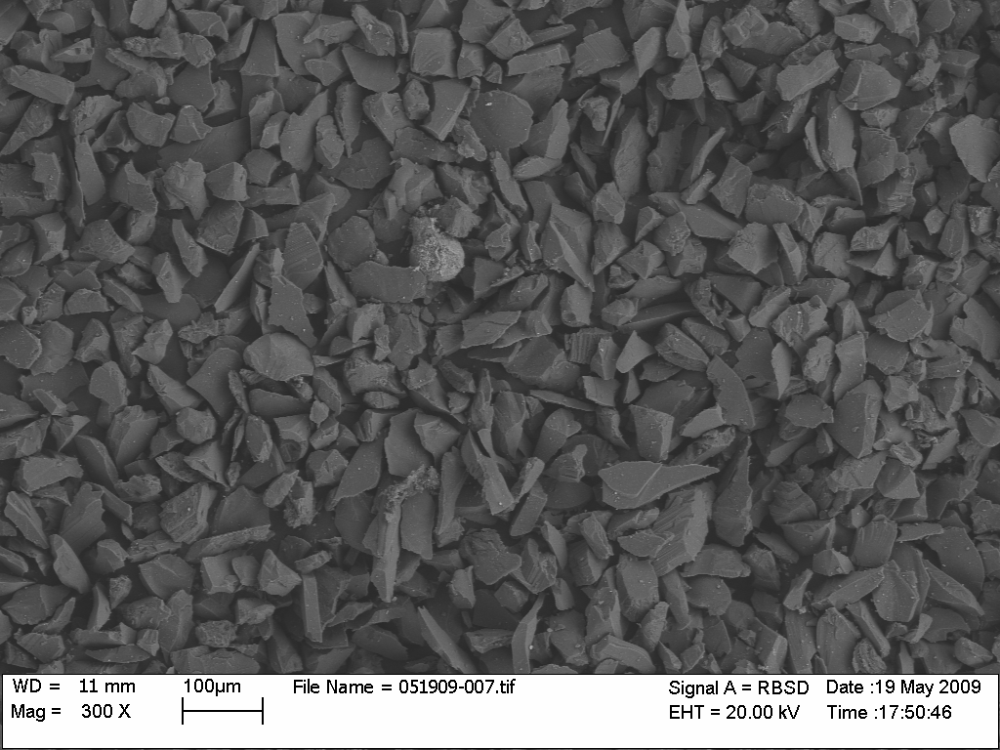 WD = 11 mm 100µm File Name = 051909-007.tif Signal A = RBSD Date :19 May 2009
Mag = 300 X EHT = 20.00 kV Time :17:50:46